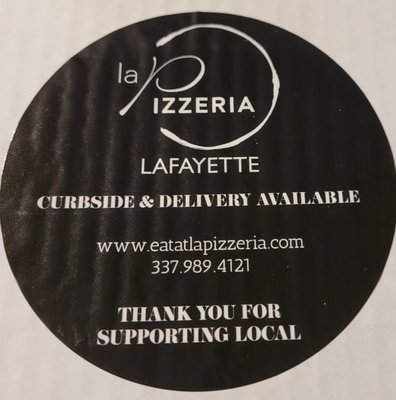 la PIZZERIA
LAFAYETTE
CURBSIDE & DELIVERY AVAILABLE
www.eatatlapizzeria.com
337.989.4121
THANK YOU FOR
SUPPORTING LOCAL